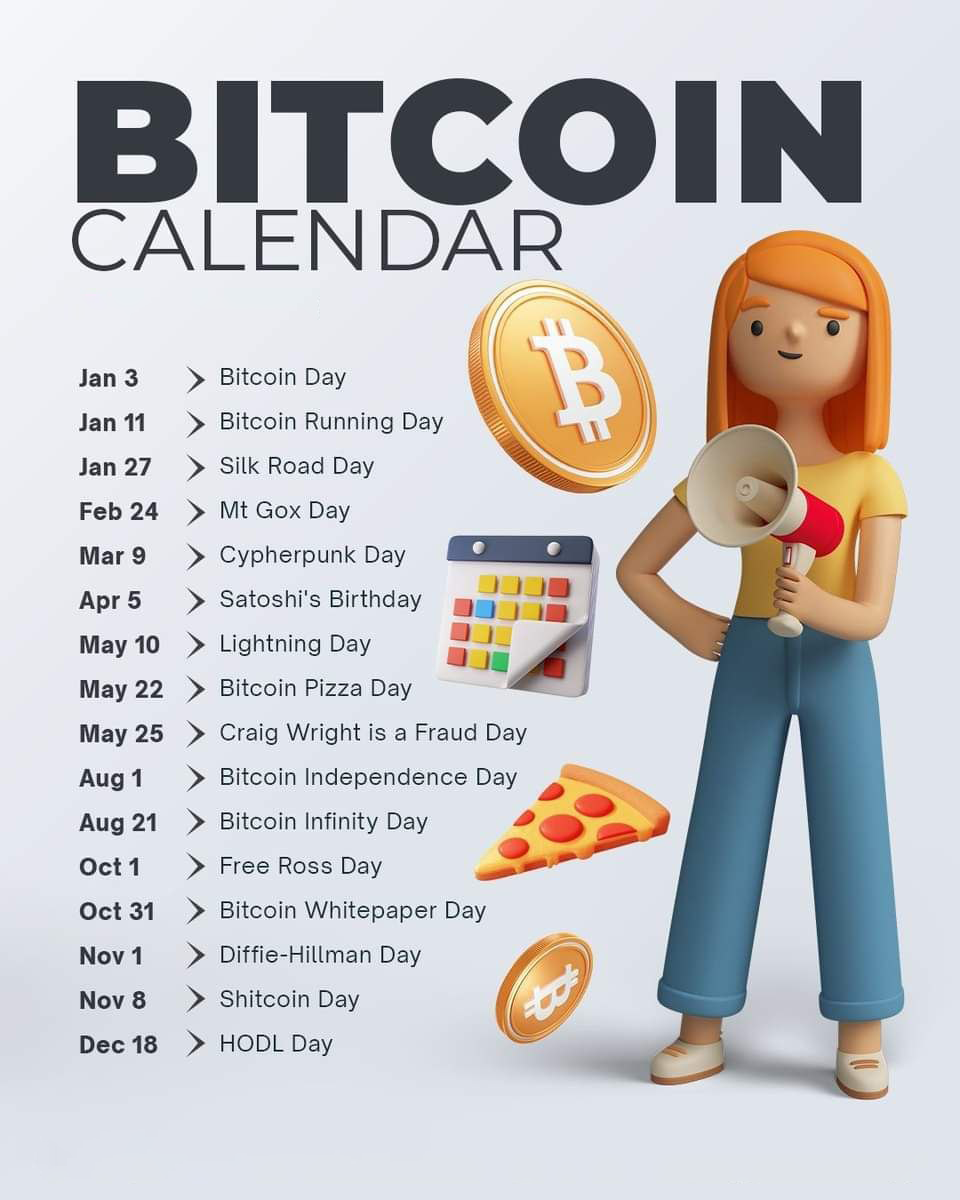 BITCOIN
CALENDAR
Jan 3 Bitcoin Day
Jan 11 Bitcoin Running Day
Jan 27 Silk Road Day
Feb 24 Mt Gox Day
Mar 9 Cypherpunk Day
Apr 5 Satoshi's Birthday
May 10 Lightning Day
May 22 Bitcoin Pizza Day
May 25 Craig Wright is a Fraud Day
Aug 1 Bitcoin Independence Day
Aug 21 Bitcoin Infinity Day
Oct 1 Free Ross Day
Oct 31 Bitcoin Whitepaper Day
Nov 1 Diffie-Hillman Day
Nov 8 Shitcoin Day
Dec 18 HODL Day